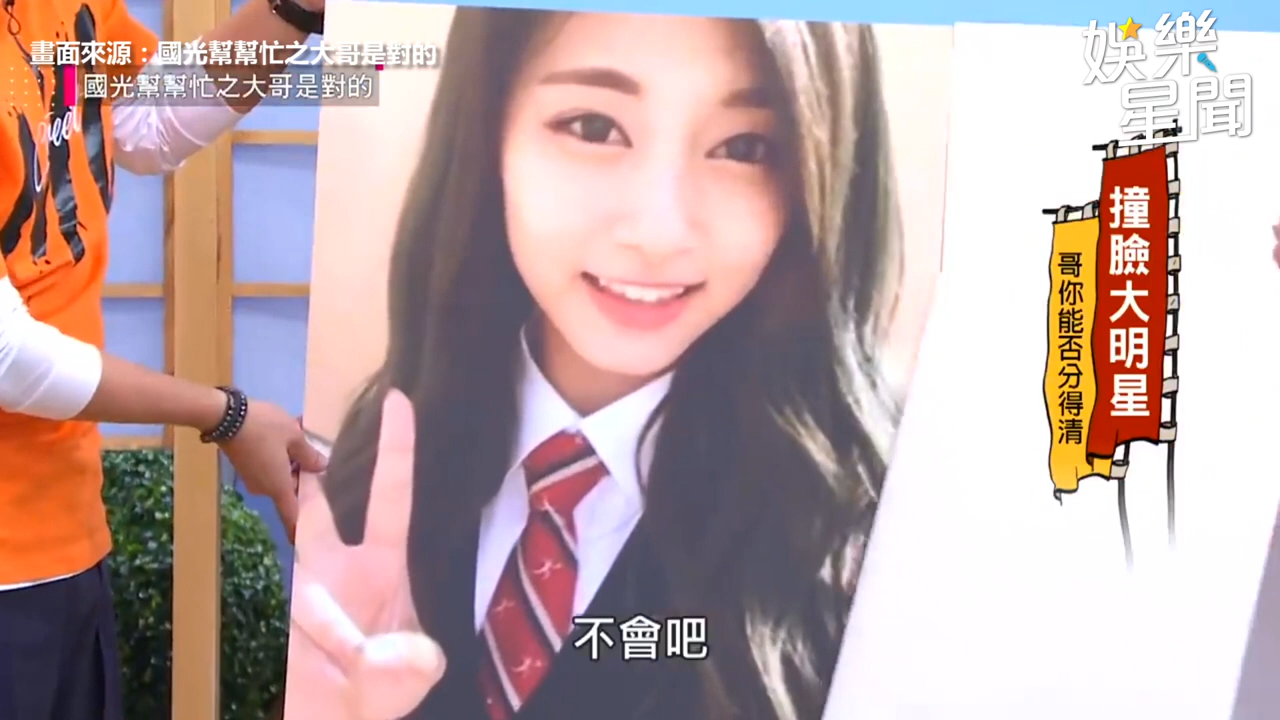 畫面來源：國光幫幫忙之大哥是對的
國光幫幫忙之大哥是對的
娛樂
星聞
撞臉大明星
哥你能否分得清
不會吧